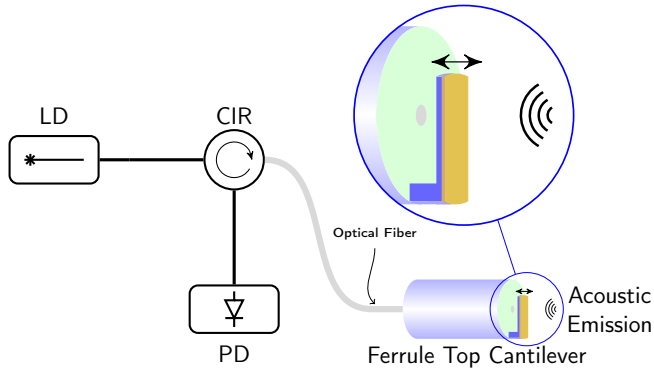 LD
CIR
Optical Fiber
PD
Acoustic
Emission
Ferrule Top Cantilever